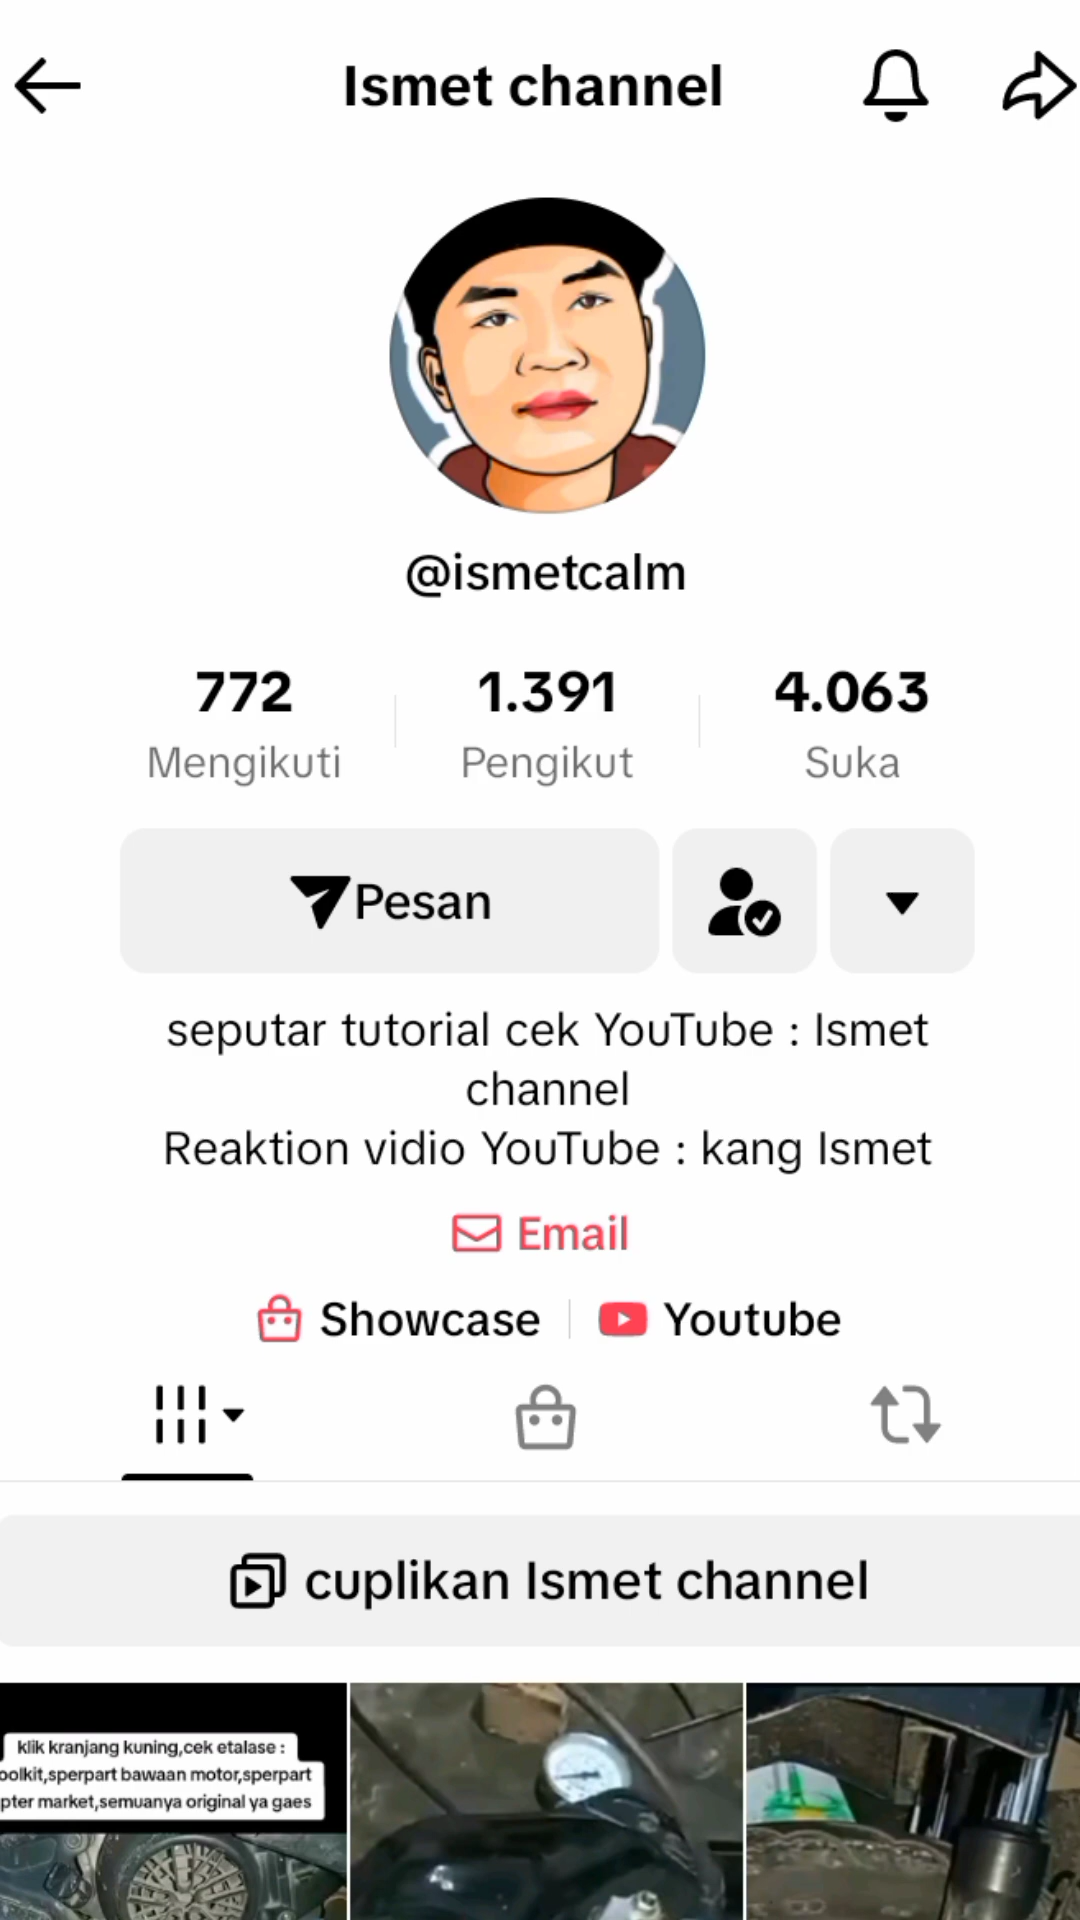 Ismet channel
@ismetcalm
772
Mengikuti
1.391
Pengikut
4.063
Suka
Pesan
seputar tutorial cek YouTube : Ismet
channel
Reaktion vidio YouTube : kang Ismet
Email
Showcase
Youtube
cuplikan Ismet channel
klik kranjang kuning,cek etalase :
oolkit,sperpart bawaan motor,sperpart
pter market,semuanya original ya gaes